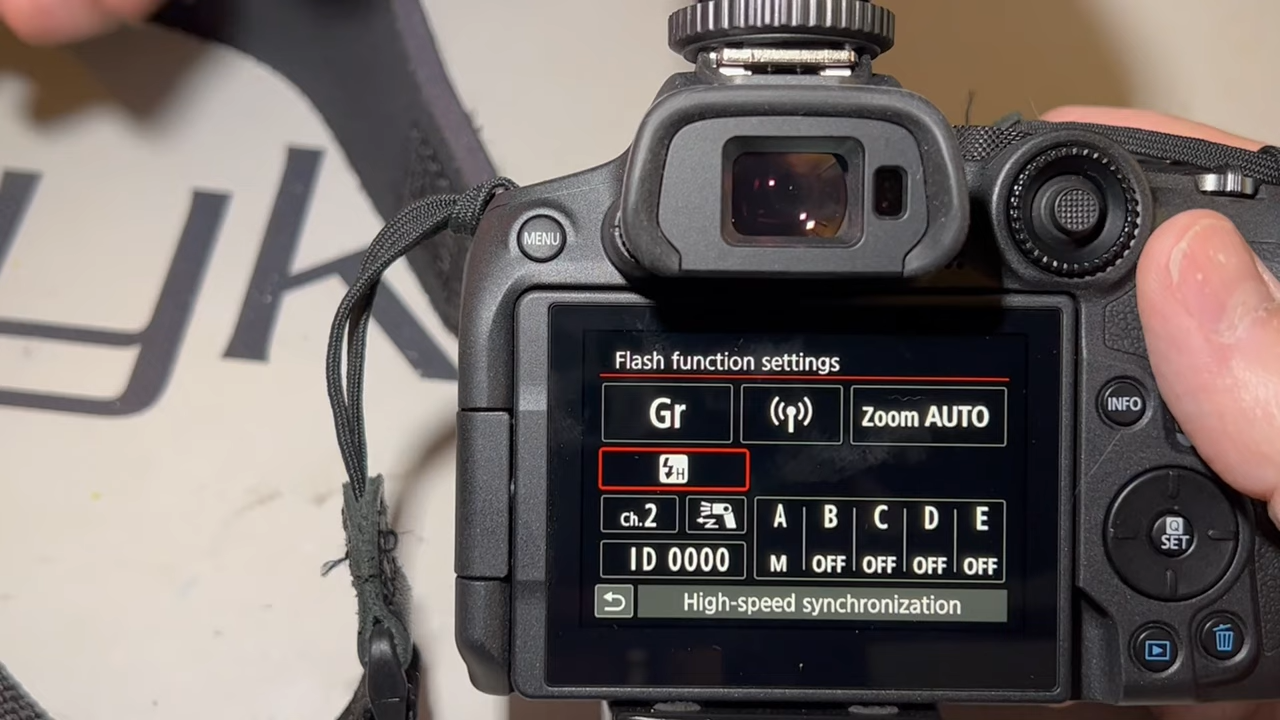 yk
MENU
Flash function settings
Gr Zoom AUTO
H
INFO
Ch.2 A B C D E
ID 0000 M OFF OFF OFF OFF
Q
SET
High-speed synchronization